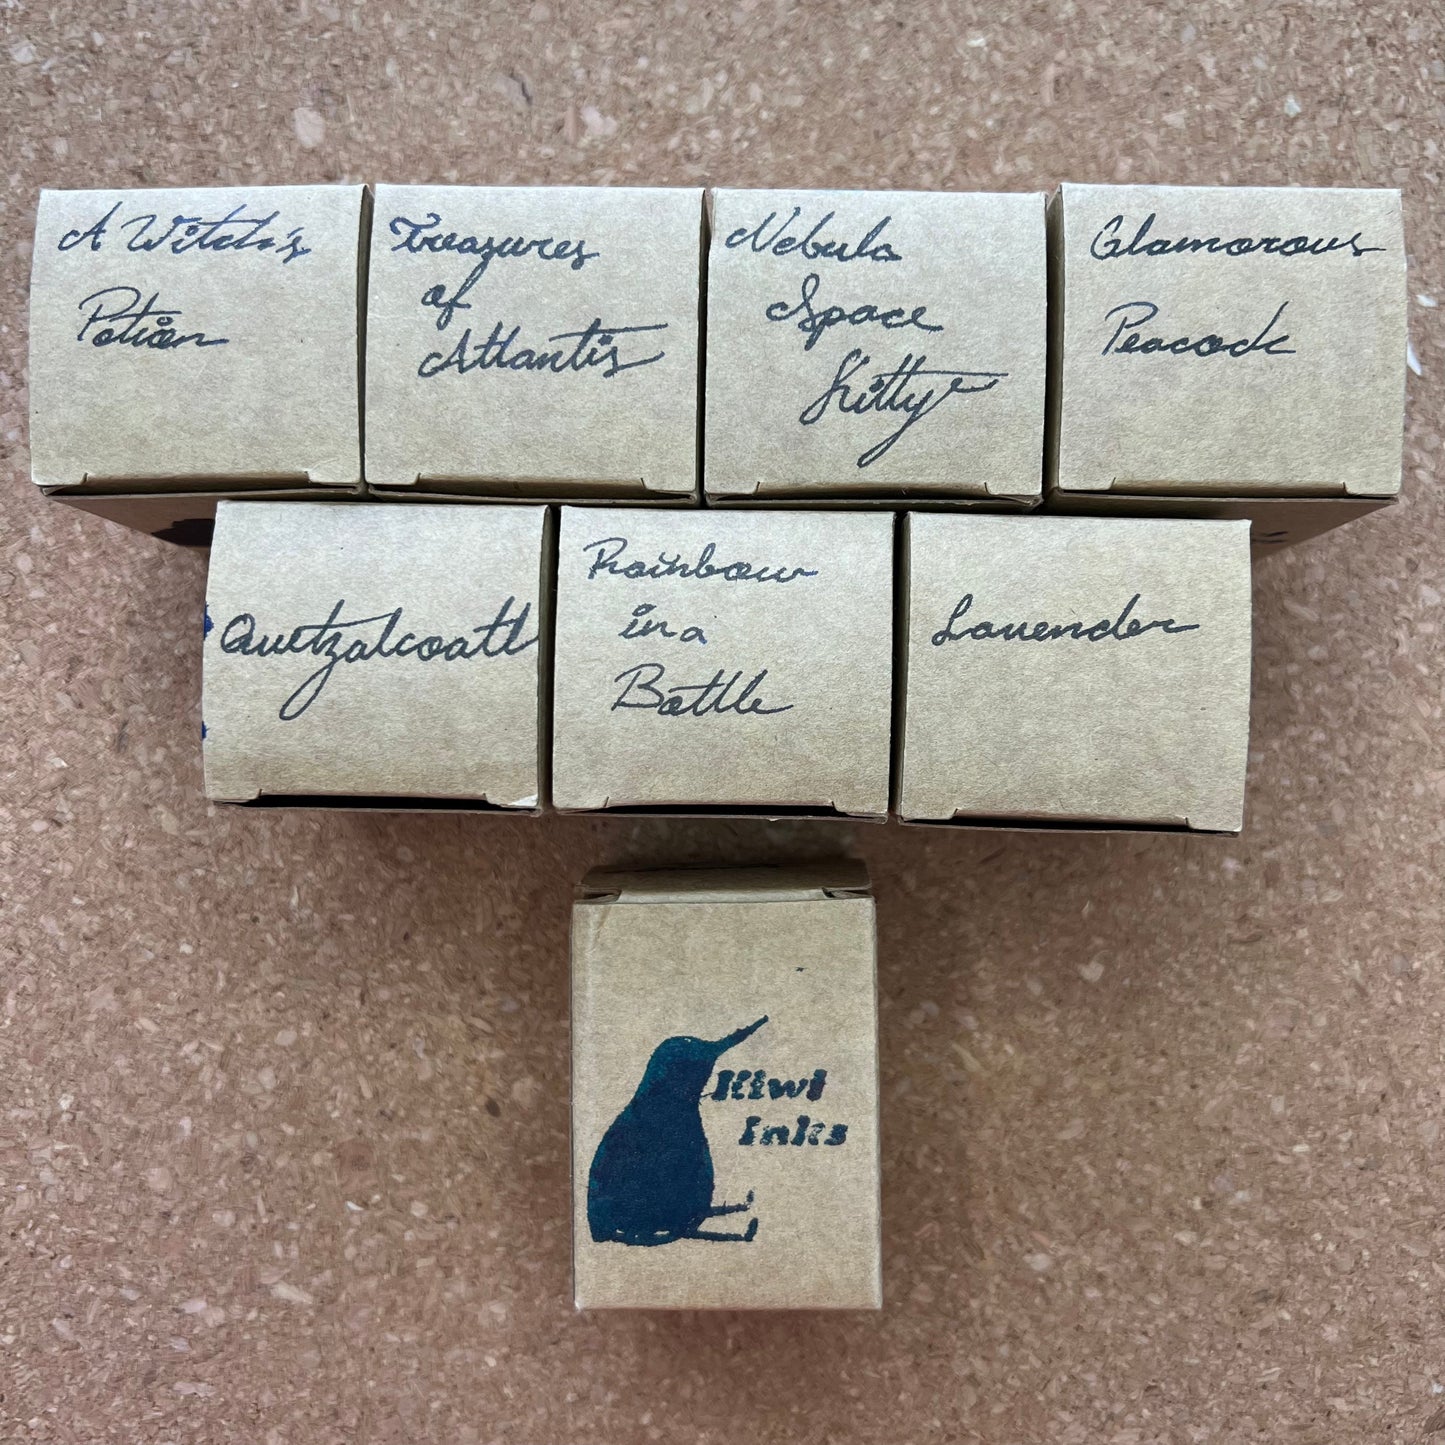 A Witch's
Potion
Treasures
of
Atlantis
Nebula
Space
Kitty
Glamorous
Peacock
Quetzalcoatl
Rainbow
in a
Bottle
Lavender
Kiwi
Inks